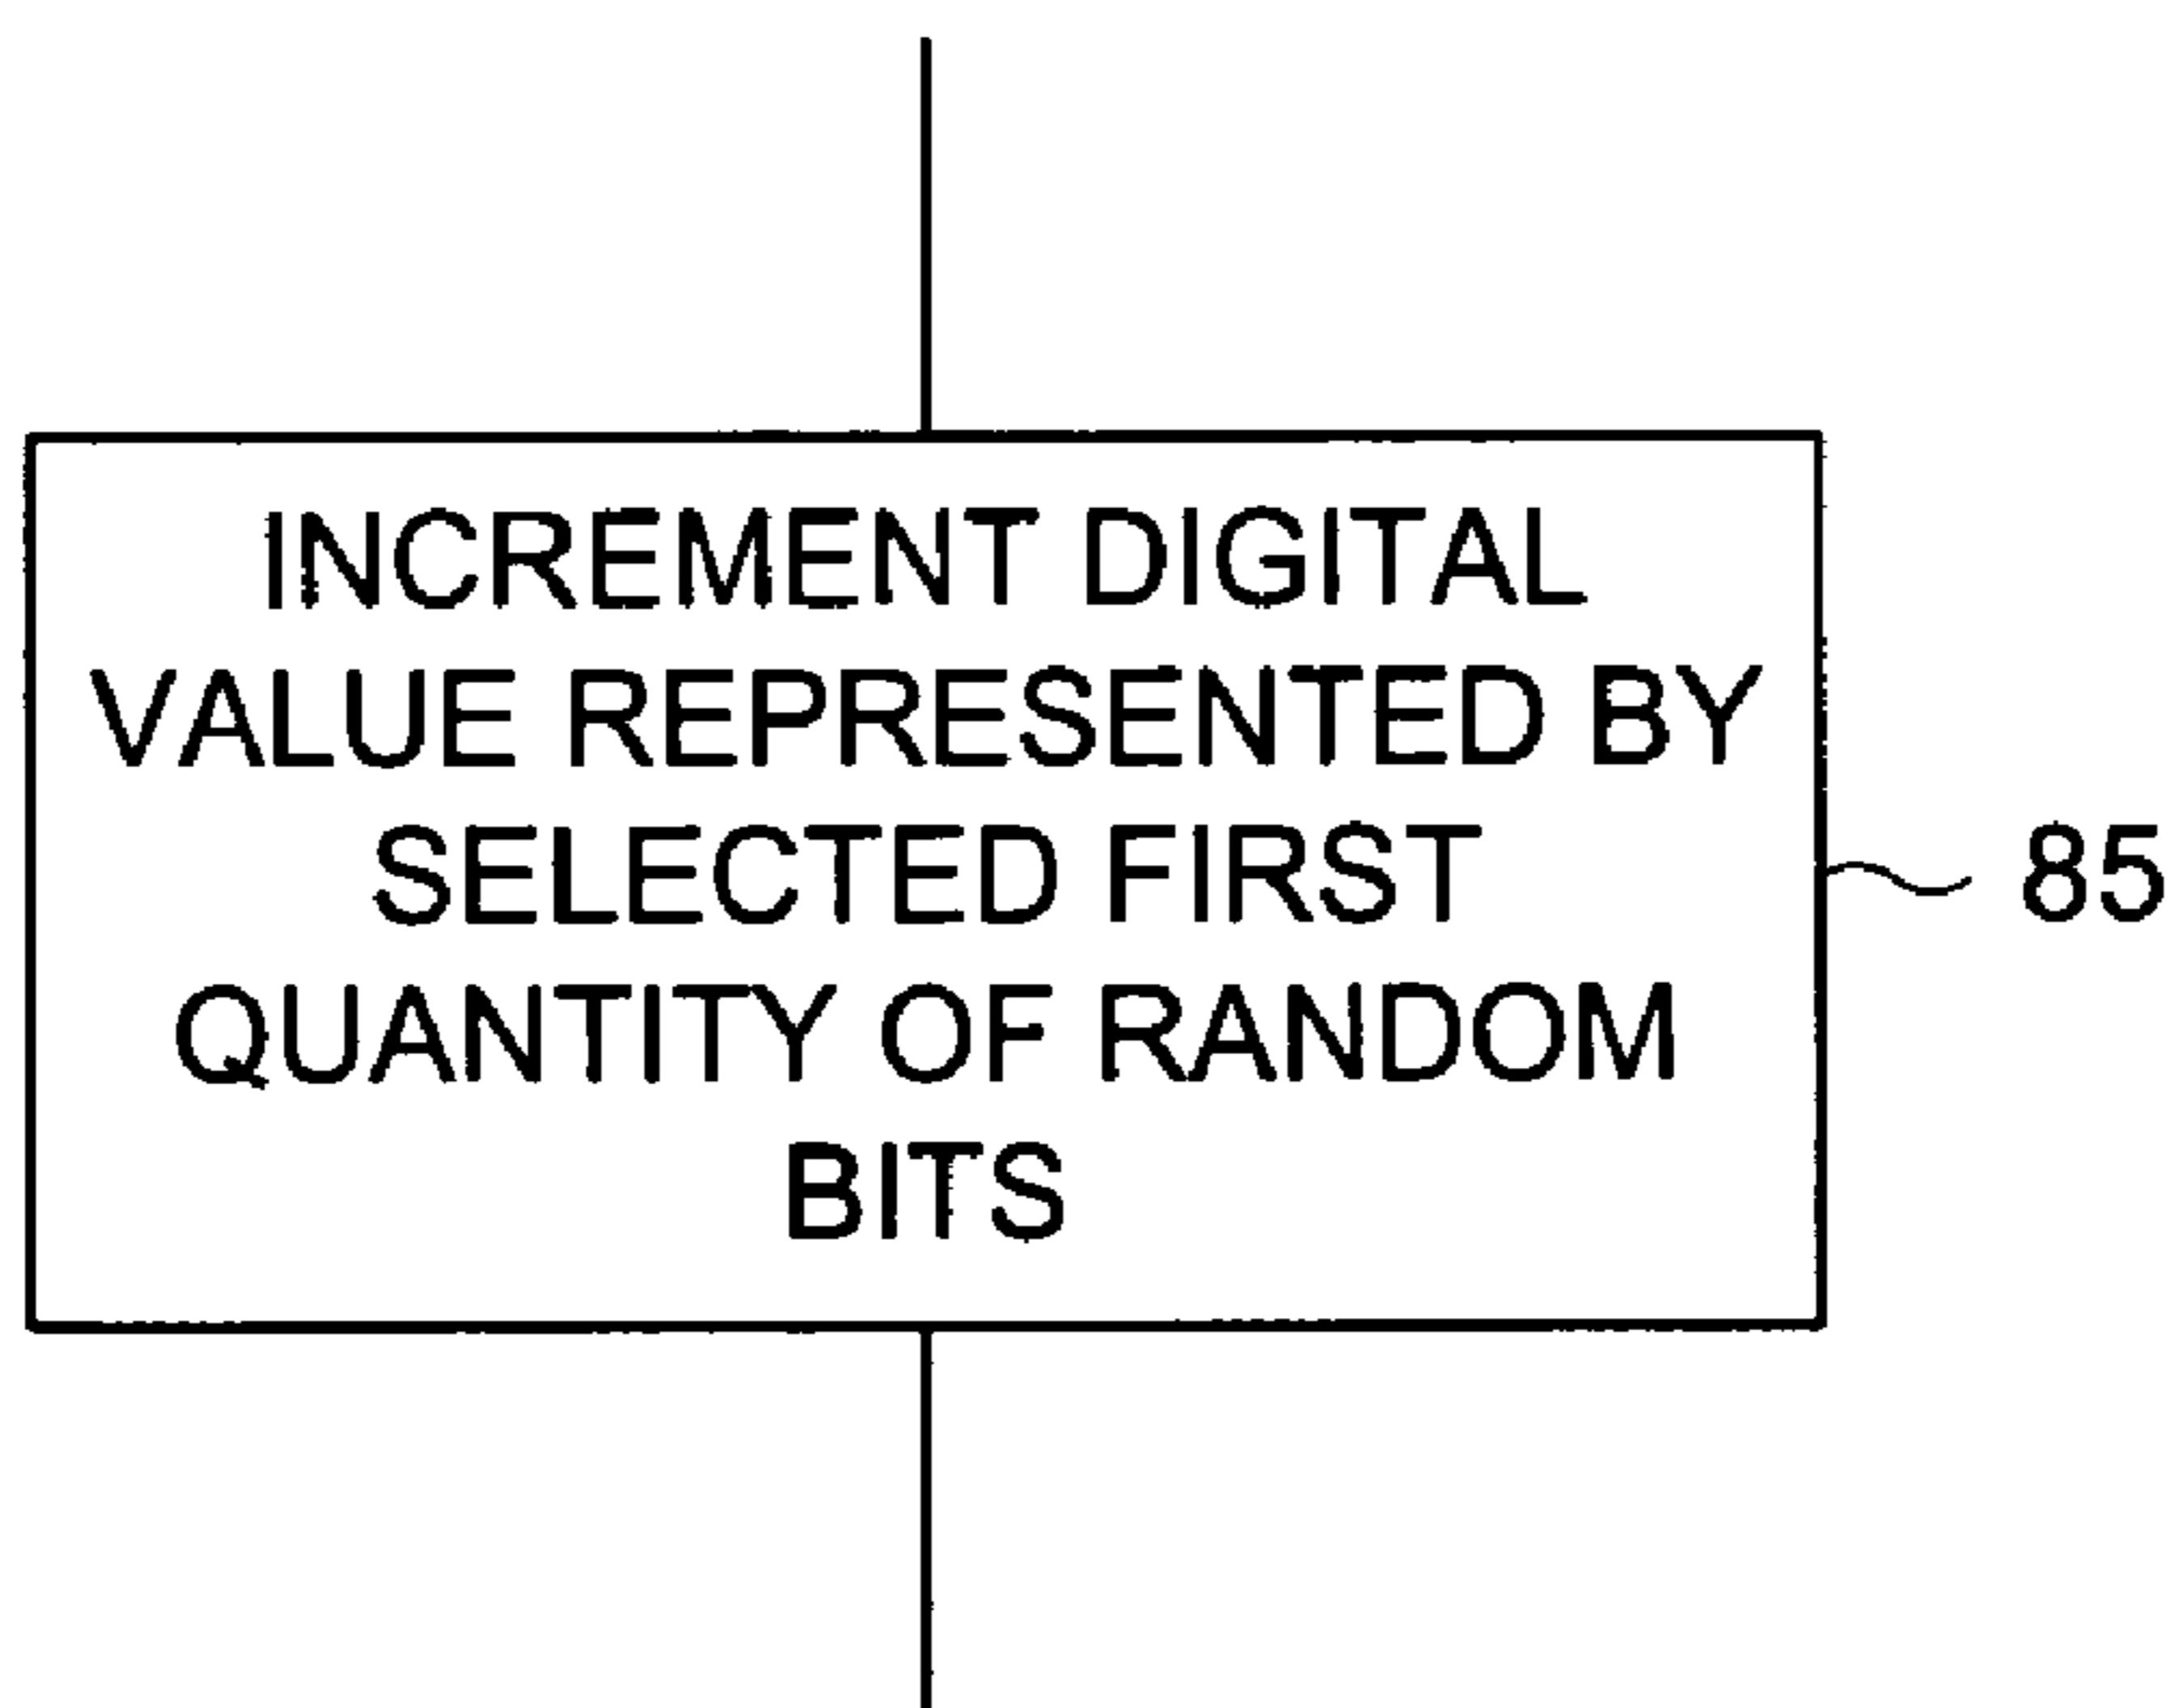 INCREMENT DIGITAL
VALUE REPRESENTED BY
SELECTED FIRST
QUANTITY OF RANDOM
BITS
85